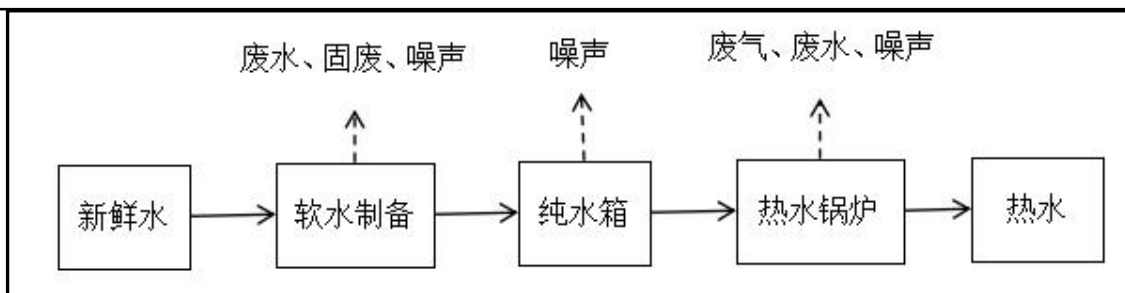 废水、固废、噪声
噪声
废气、废水、噪声
新鲜水
软水制备
纯水箱
热水锅炉
热水